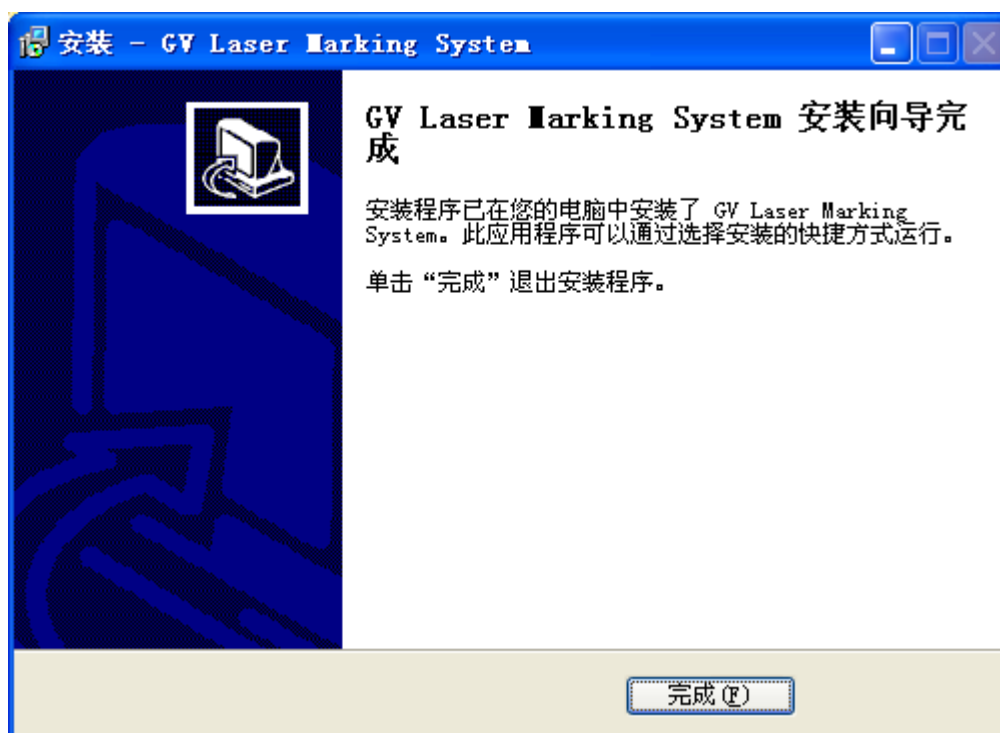 安装 - GV Laser Marking System
GV Laser Marking System 安装向导完
成
安装程序已在您的电脑中安装了 GV Laser Marking
System。此应用程序可以通过选择安装的快捷方式运行。
单击“完成”退出安装程序。
完成(F)